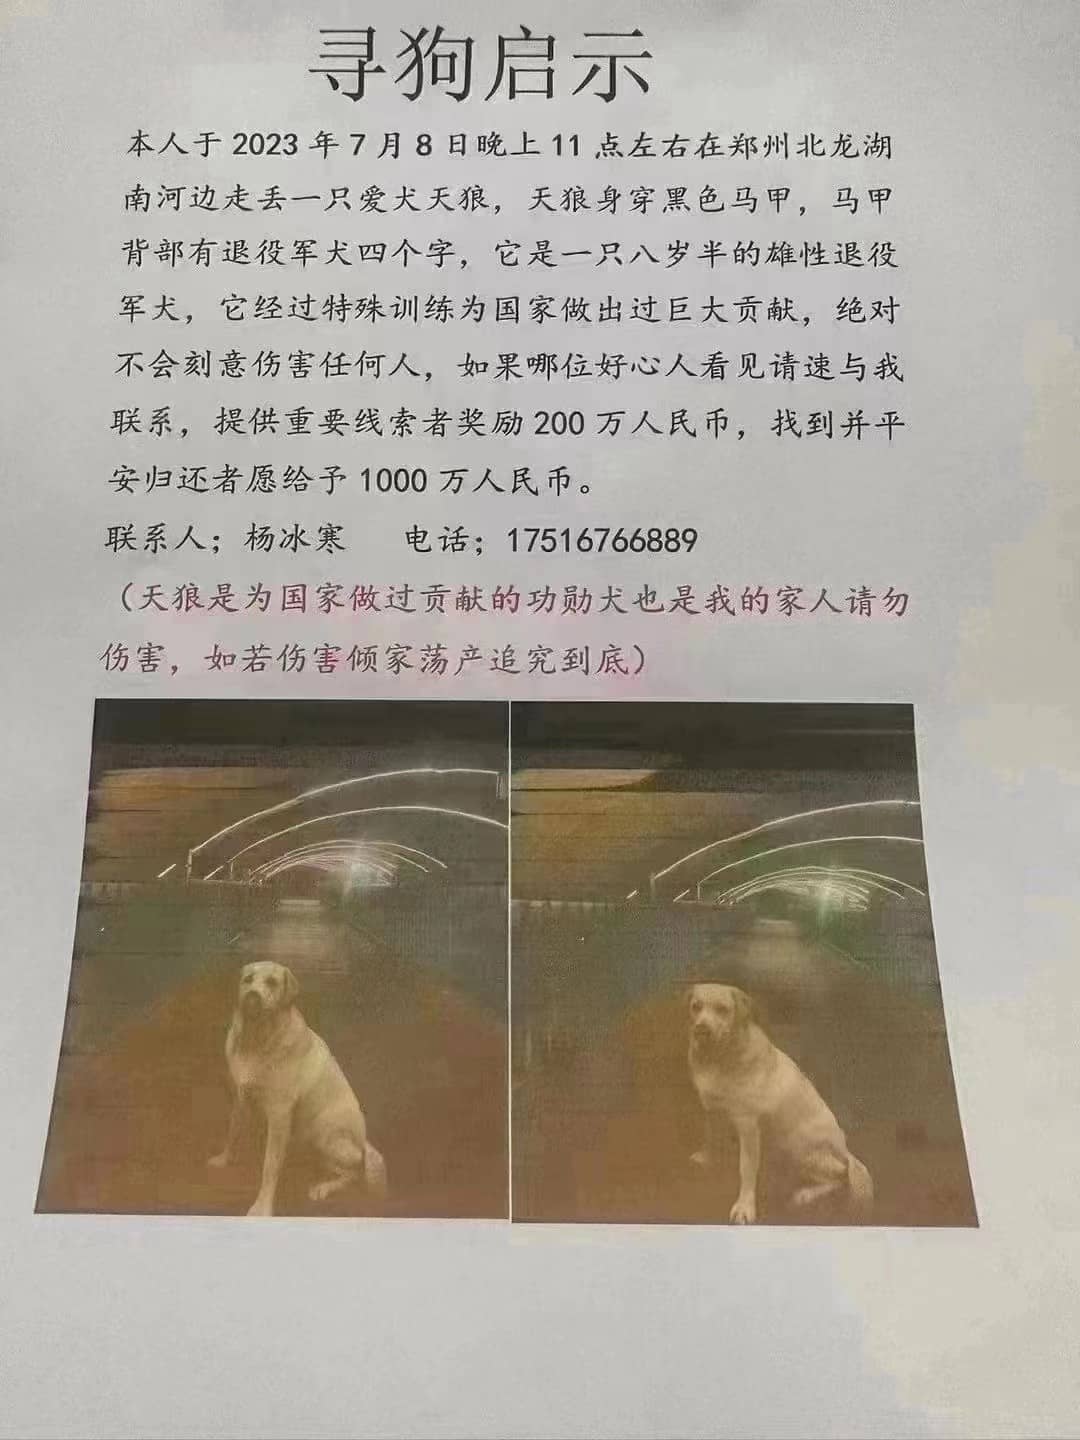 寻狗启示
本人于 2023 年 7 月 8 日晚上 11 点左右在郑州北龙湖
南河边走丢一只爱犬天狼，天狼身穿黑色马甲，马甲
背部有退役军犬四个字，它是一只八岁半的雄性退役
军犬，它经过特殊训练为国家做出过巨大贡献，绝对
不会刻意伤害任何人，如果哪位好心人看见请速与我
联系，提供重要线索者奖励 200 万人民币，找到并平
安归还者愿给予 1000 万人民币。
联系人；杨冰寒 电话；17516766889
（天狼是为国家做过贡献的功勋犬也是我的家人请勿
伤害，如若伤害倾家荡产追究到底）